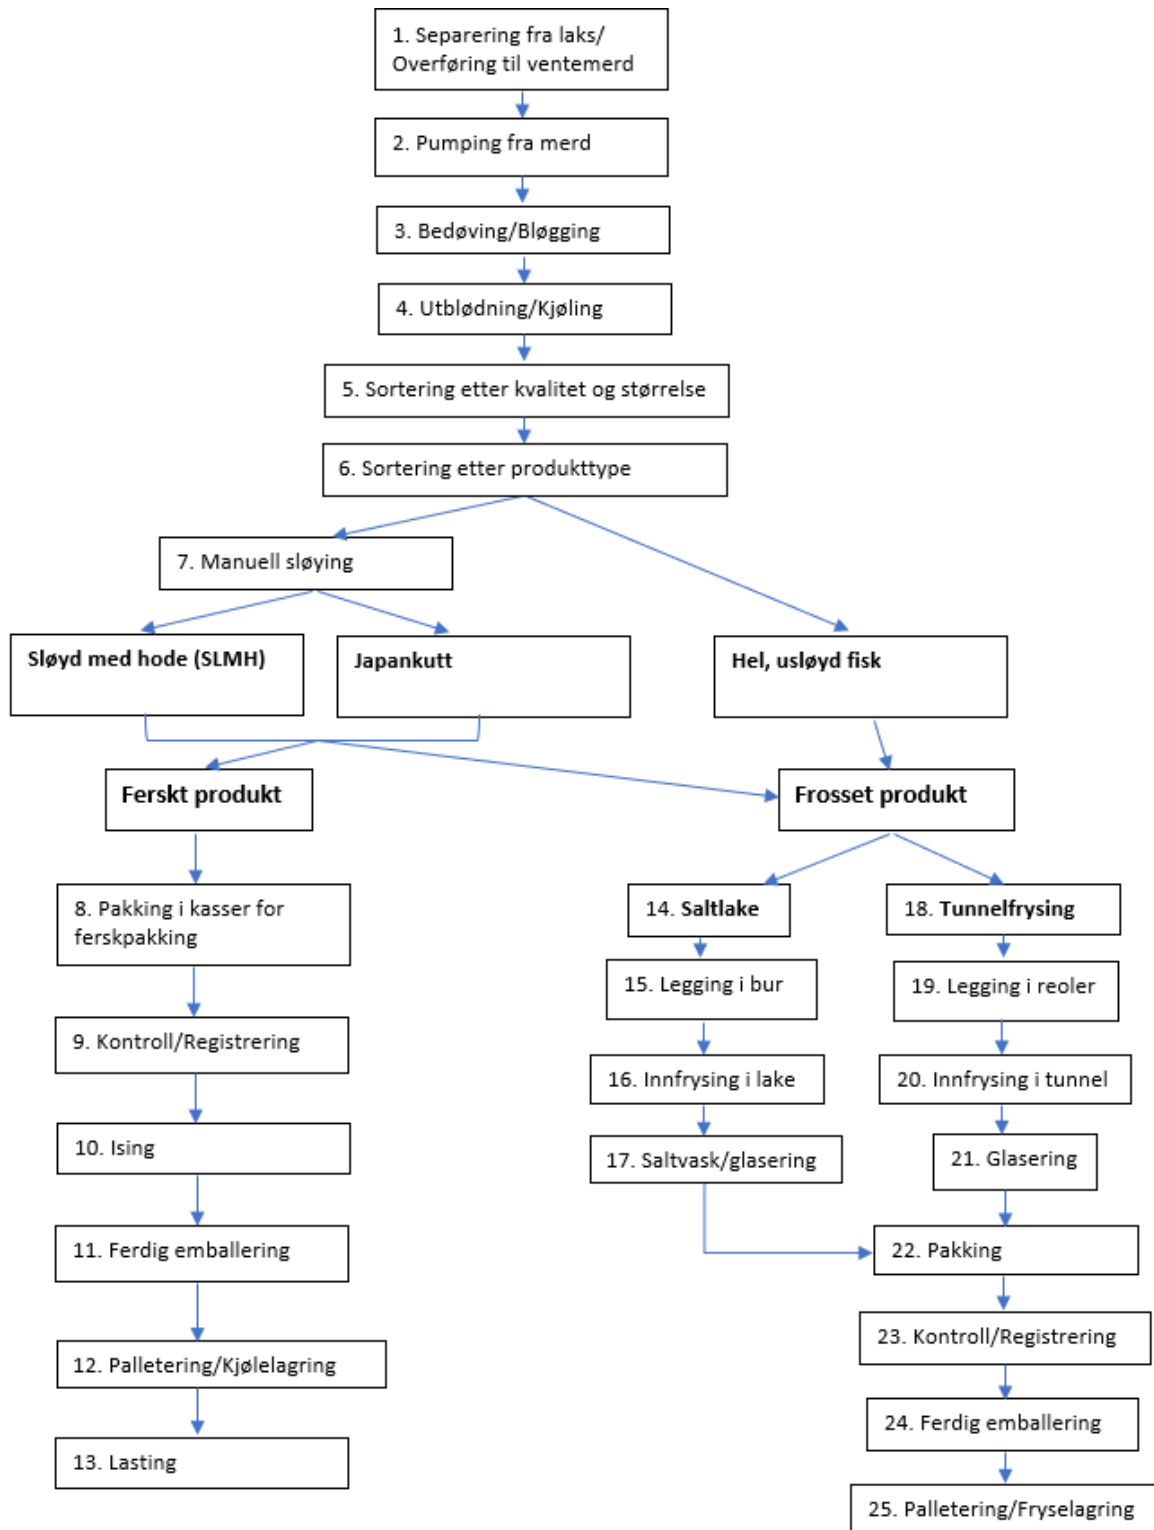 1. Separering fra laks/
Overføring til ventemerd
2. Pumping fra merd
3. Bedøving/Bløgging
4. Utblødning/Kjøling
5. Sortering etter kvalitet og størrelse
6. Sortering etter produkttype
7. Manuell sløying
Sløyd med hode (SLMH)
Japankutt
Hel, usløyd fisk
Ferskt produkt
Frosset produkt
8. Pakking i kasser for
ferskpakking
9. Kontroll/Registrering
10. Ising
11. Ferdig emballering
12. Palletering/Kjølelagring
13. Lasting
14. Saltlake
15. Legging i bur
16. Innfrysing i lake
17. Saltvask/glasering
18. Tunnelfrysing
19. Legging i reoler
20. Innfrysing i tunnel
21. Glasering
22. Pakking
23. Kontroll/Registrering
24. Ferdig emballering
25. Palletering/Fryselagring